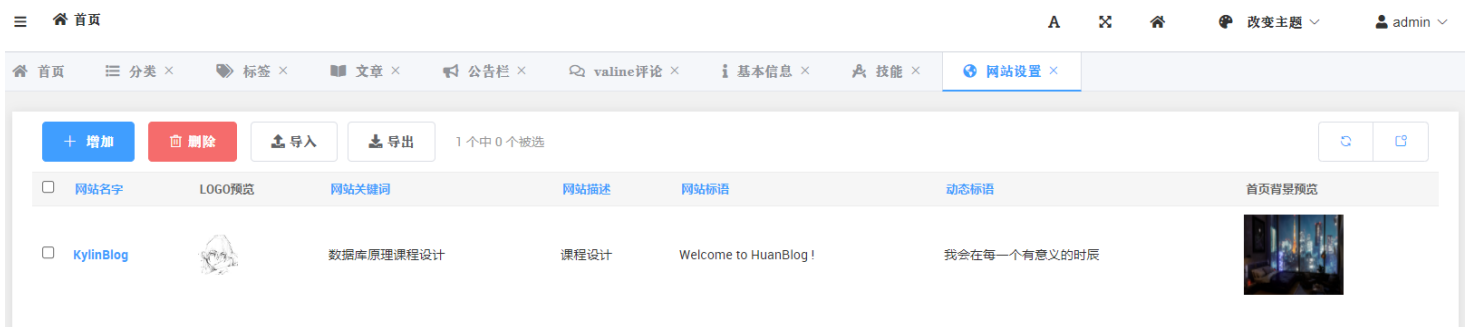 首页 A 改变主题 admin
首页 分类 标签 文章 公告栏 valine评论 基本信息 技能 网站设置
增加 删除 导入 导出 1 个中 0 个被选
网站名字 LOGO预览 网站关键词 网站描述 网站标语 动态标语 首页背景预览
KylinBlog 数据库原理课程设计 课程设计 Welcome to HuanBlog ! 我会在每一个有意义的时辰